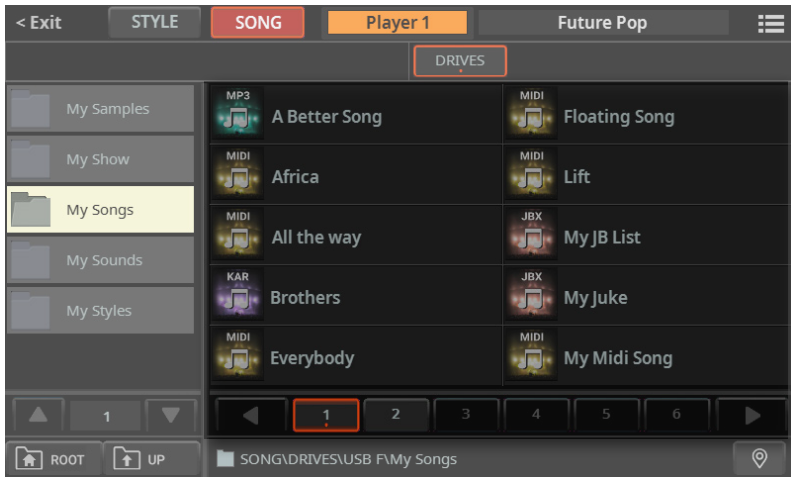 < Exit STYLE SONG Player 1 Future Pop
DRIVES
My Samples
My Show
My Songs
My Sounds
My Styles
MP3 A Better Song
MIDI Floating Song
MIDI Africa
MIDI Lift
MIDI All the way
JBX My JB List
KAR Brothers
JBX My Juke
MIDI Everybody
MIDI My Midi Song
1
1 2 3 4 5 6
ROOT UP
SONG\DRIVES\USB F\My Songs